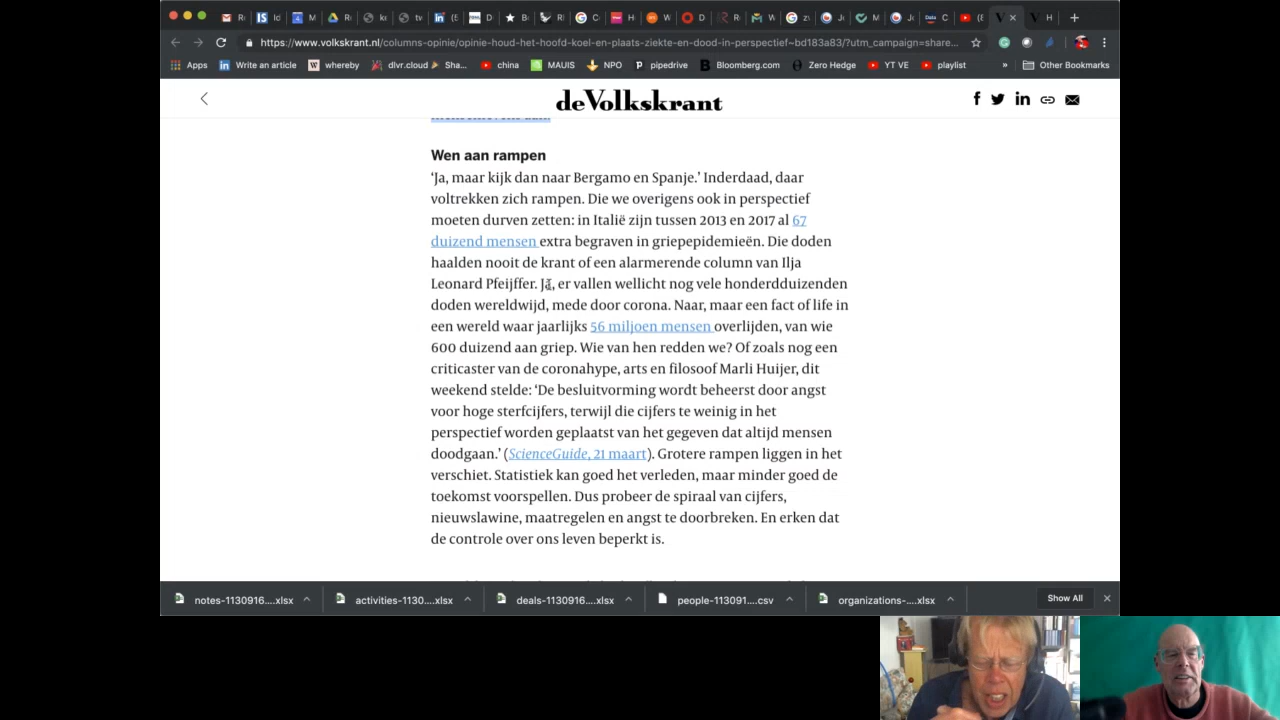 https://www.volkskrant.nl/columns-opinie/opinie-houd-het-hoofd-koel-en-plaats-ziekte-en-dood-in-perspectief~bd183a83/?utm_campaign=share...
Apps Write an article whereby dlvr.cloud Sha... china MAUIS NPO pipedrive Bloomberg.com Zero Hedge YT VE playlist » Other Bookmarks
deVolkskrant
Wen aan rampen
‘Ja, maar kijk dan naar Bergamo en Spanje.’ Inderdaad, daar
voltrekken zich rampen. Die we overigens ook in perspectief
moeten durven zetten: in Italië zijn tussen 2013 en 2017 al 67
duizend mensen extra begraven in griepepidemieën. Die doden
haalden nooit de krant of een alarmerende column van Ilja
Leonard Pfeijffer. Ja, er vallen wellicht nog vele honderdduizenden
doden wereldwijd, mede door corona. Naar, maar een fact of life in
een wereld waar jaarlijks 56 miljoen mensen overlijden, van wie
600 duizend aan griep. Wie van hen redden we? Of zoals nog een
criticaster van de coronahype, arts en filosoof Marli Huijer, dit
weekend stelde: ‘De besluitvorming wordt beheerst door angst
voor hoge sterfcijfers, terwijl die cijfers te weinig in het
perspectief worden geplaatst van het gegeven dat altijd mensen
doodgaan.’ (ScienceGuide, 21 maart). Grotere rampen liggen in het
verschiet. Statistiek kan goed het verleden, maar minder goed de
toekomst voorspellen. Dus probeer de spiraal van cijfers,
nieuwslawine, maatregelen en angst te doorbreken. En erken dat
de controle over ons leven beperkt is.
notes-1130916....xlsx activities-1130....xlsx deals-1130916....xlsx people-113091....csv organizations-....xlsx Show All